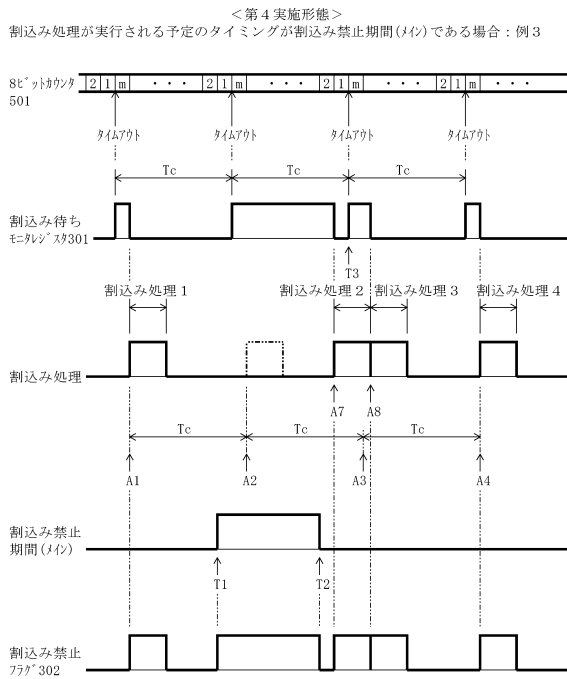 ＜第４実施形態＞
割込み処理が実行される予定のタイミングが割込み禁止期間(ﾒｲﾝ)である場合：例３
8ﾋﾞｯﾄｶｳﾝﾀ
501
2 1 m ・・・ 2 1 m ・・・ 2 1 m ・・・ 2 1 m ・・・
ﾀｲﾑｱｳﾄ ﾀｲﾑｱｳﾄ ﾀｲﾑｱｳﾄ ﾀｲﾑｱｳﾄ
Tc Tc Tc
割込み待ち
ﾓﾆﾀﾚｼﾞｽﾀ301
T3
割込み処理１ 割込み処理２ 割込み処理３ 割込み処理４
割込み処理
A7 A8
Tc Tc Tc
A1 A2 A3 A4
割込み禁止
期間(ﾒｲﾝ)
T1 T2
割込み禁止
ﾌﾗｸﾞ302